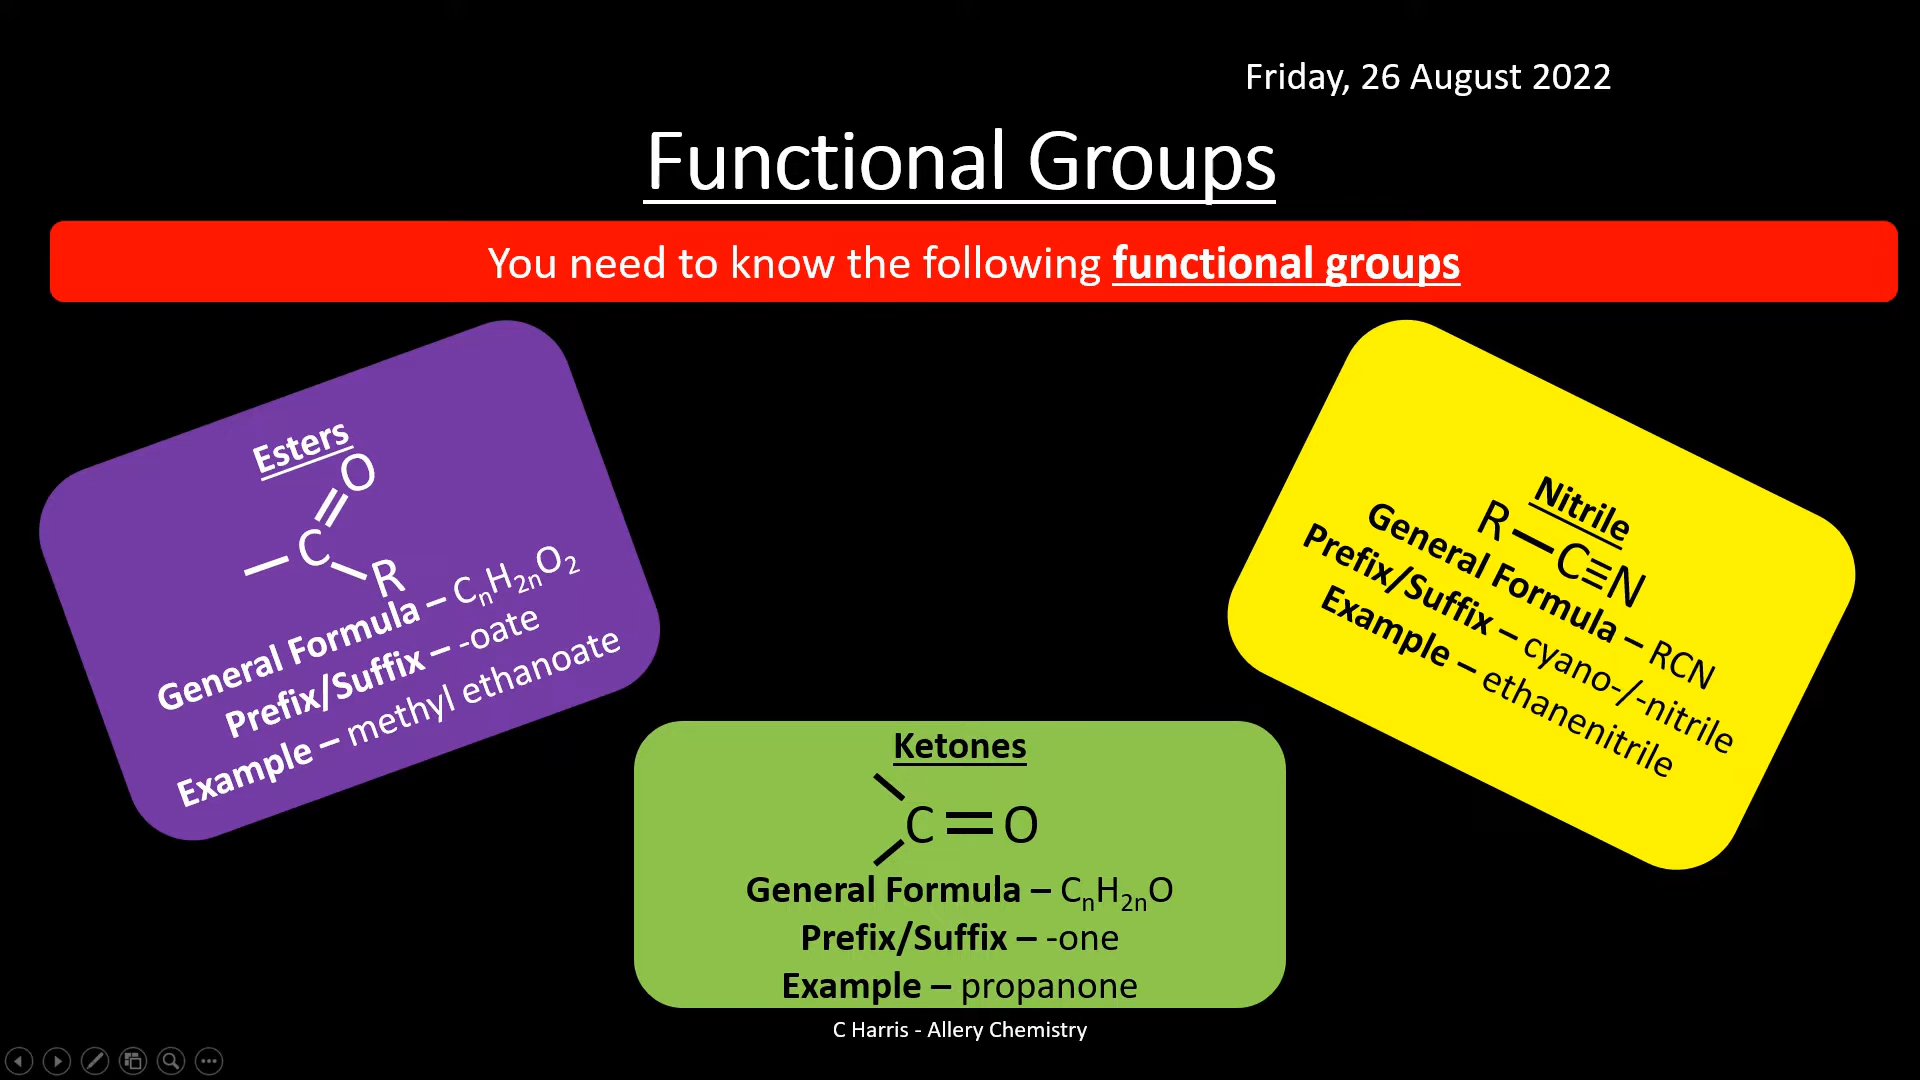 Friday, 26 August 2022
Functional Groups
You need to know the following functional groups
Esters
O
C
R
General Formula – CₙH₂ₙO₂
Prefix/Suffix – -oate
Example – methyl ethanoate
Nitrile
R—C≡N
General Formula – RCN
Prefix/Suffix – cyano-/-nitrile
Example – ethanenitrile
Ketones
C=O
General Formula – CₙH₂ₙO
Prefix/Suffix – -one
Example – propanone
C Harris - Allery Chemistry